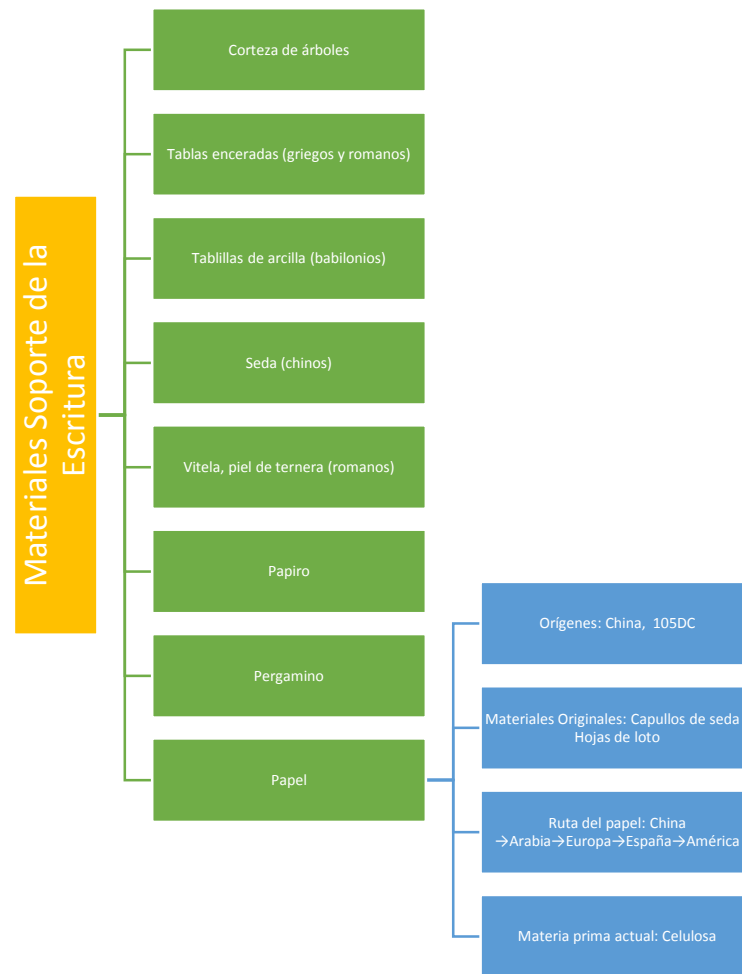 Materiales Soporte de la
Escritura
Corteza de árboles
Tablas enceradas (griegos y romanos)
Tablillas de arcilla (babilonios)
Seda (chinos)
Vitela, piel de ternera (romanos)
Papiro
Pergamino
Papel
Orígenes: China, 105DC
Materiales Originales: Capullos de seda
Hojas de loto
Ruta del papel: China
→Arabia→Europa→España→América
Materia prima actual: Celulosa